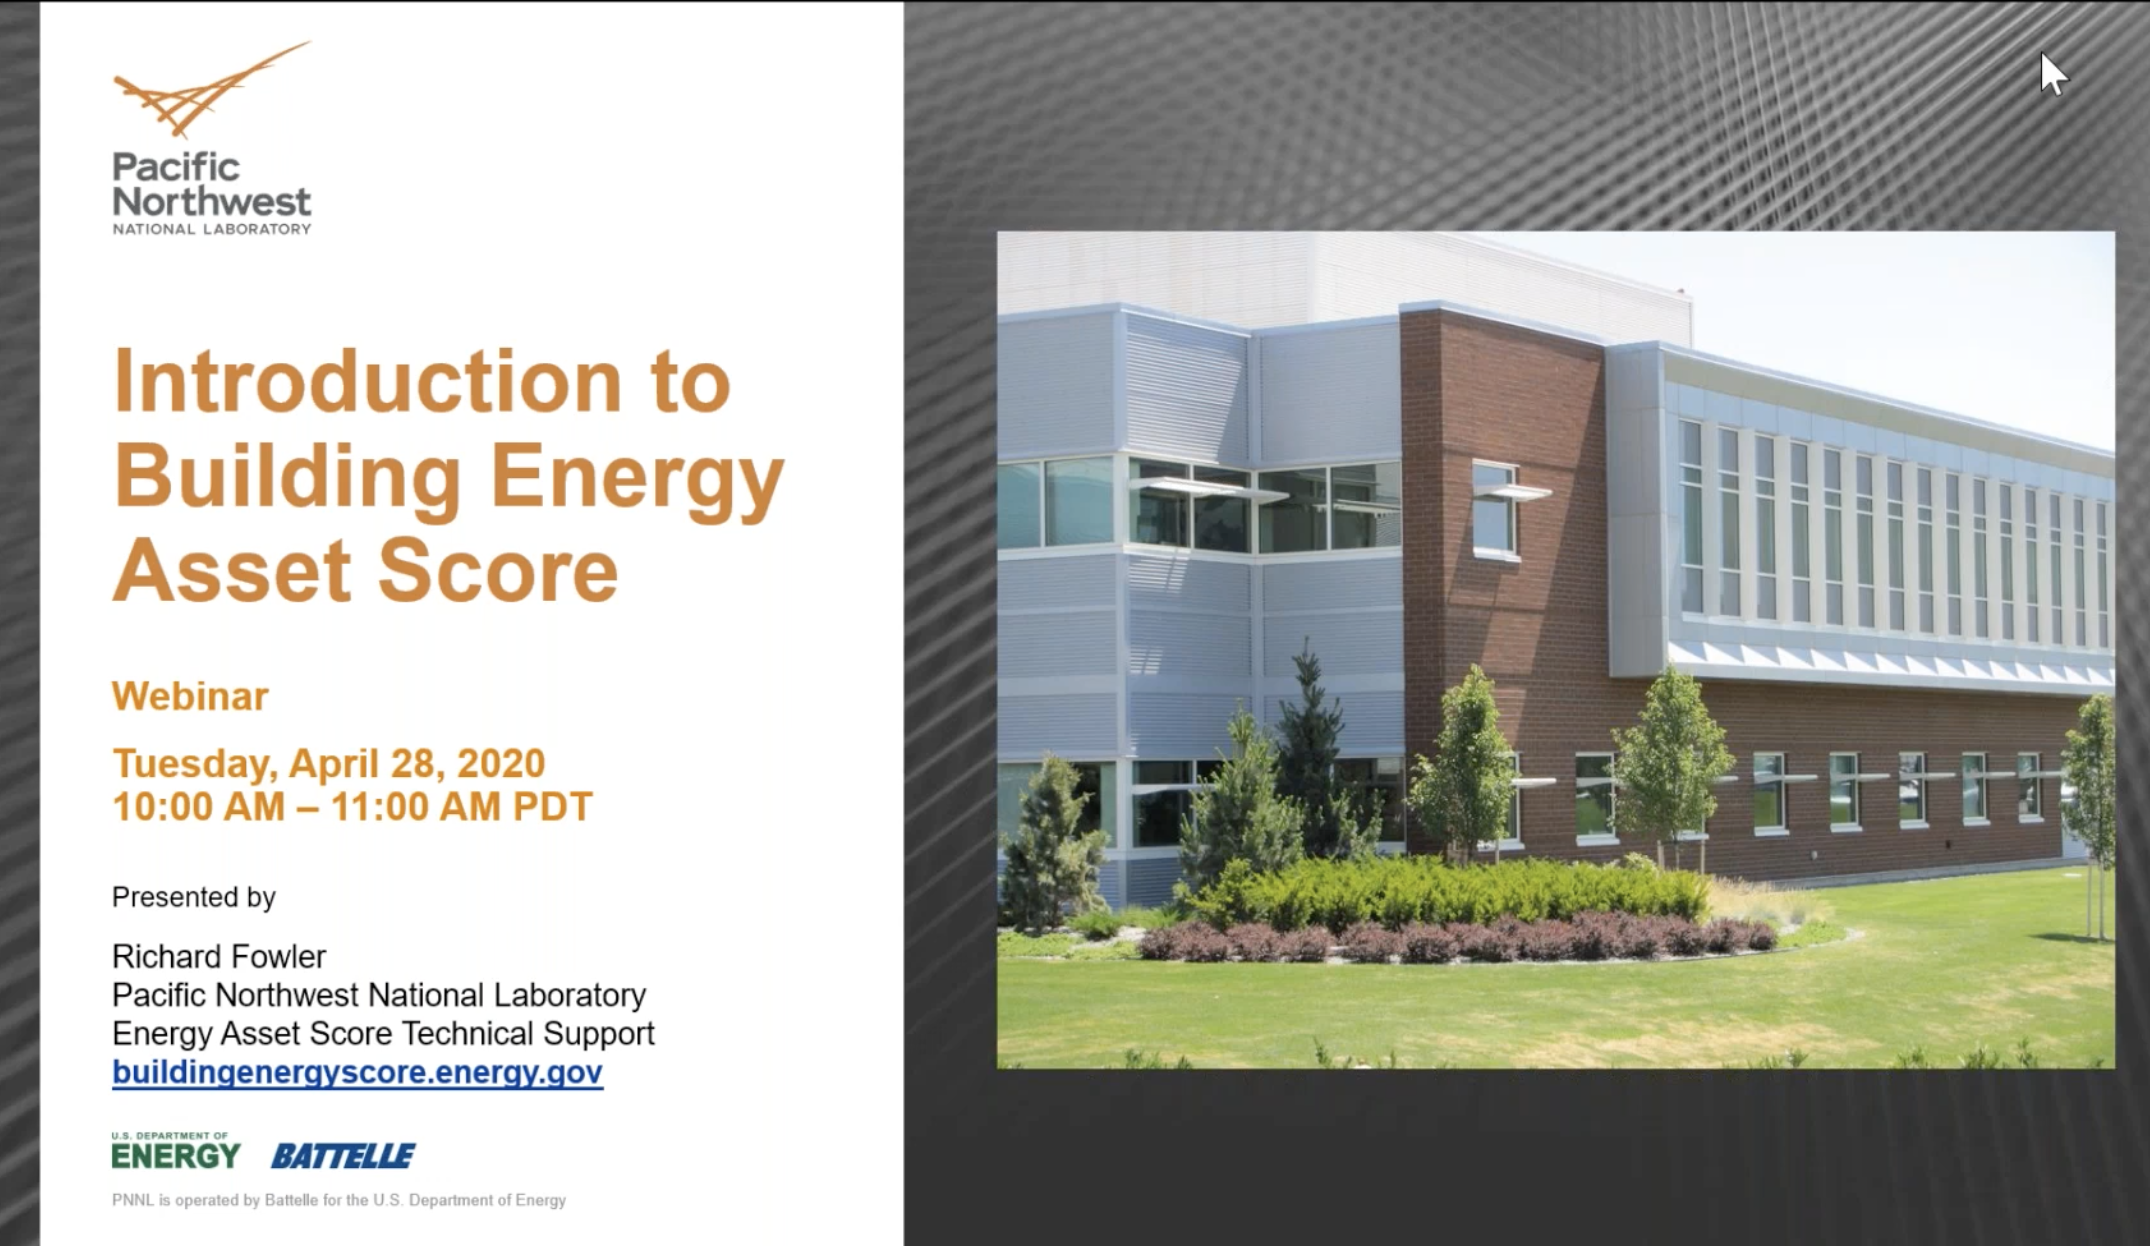 Pacific
Northwest
NATIONAL LABORATORY
Introduction to
Building Energy
Asset Score
Webinar
Tuesday, April 28, 2020
10:00 AM – 11:00 AM PDT
Presented by
Richard Fowler
Pacific Northwest National Laboratory
Energy Asset Score Technical Support
buildingenergyscore.energy.gov
U.S. DEPARTMENT OF
ENERGY
BATTELLE
PNNL is operated by Battelle for the U.S. Department of Energy